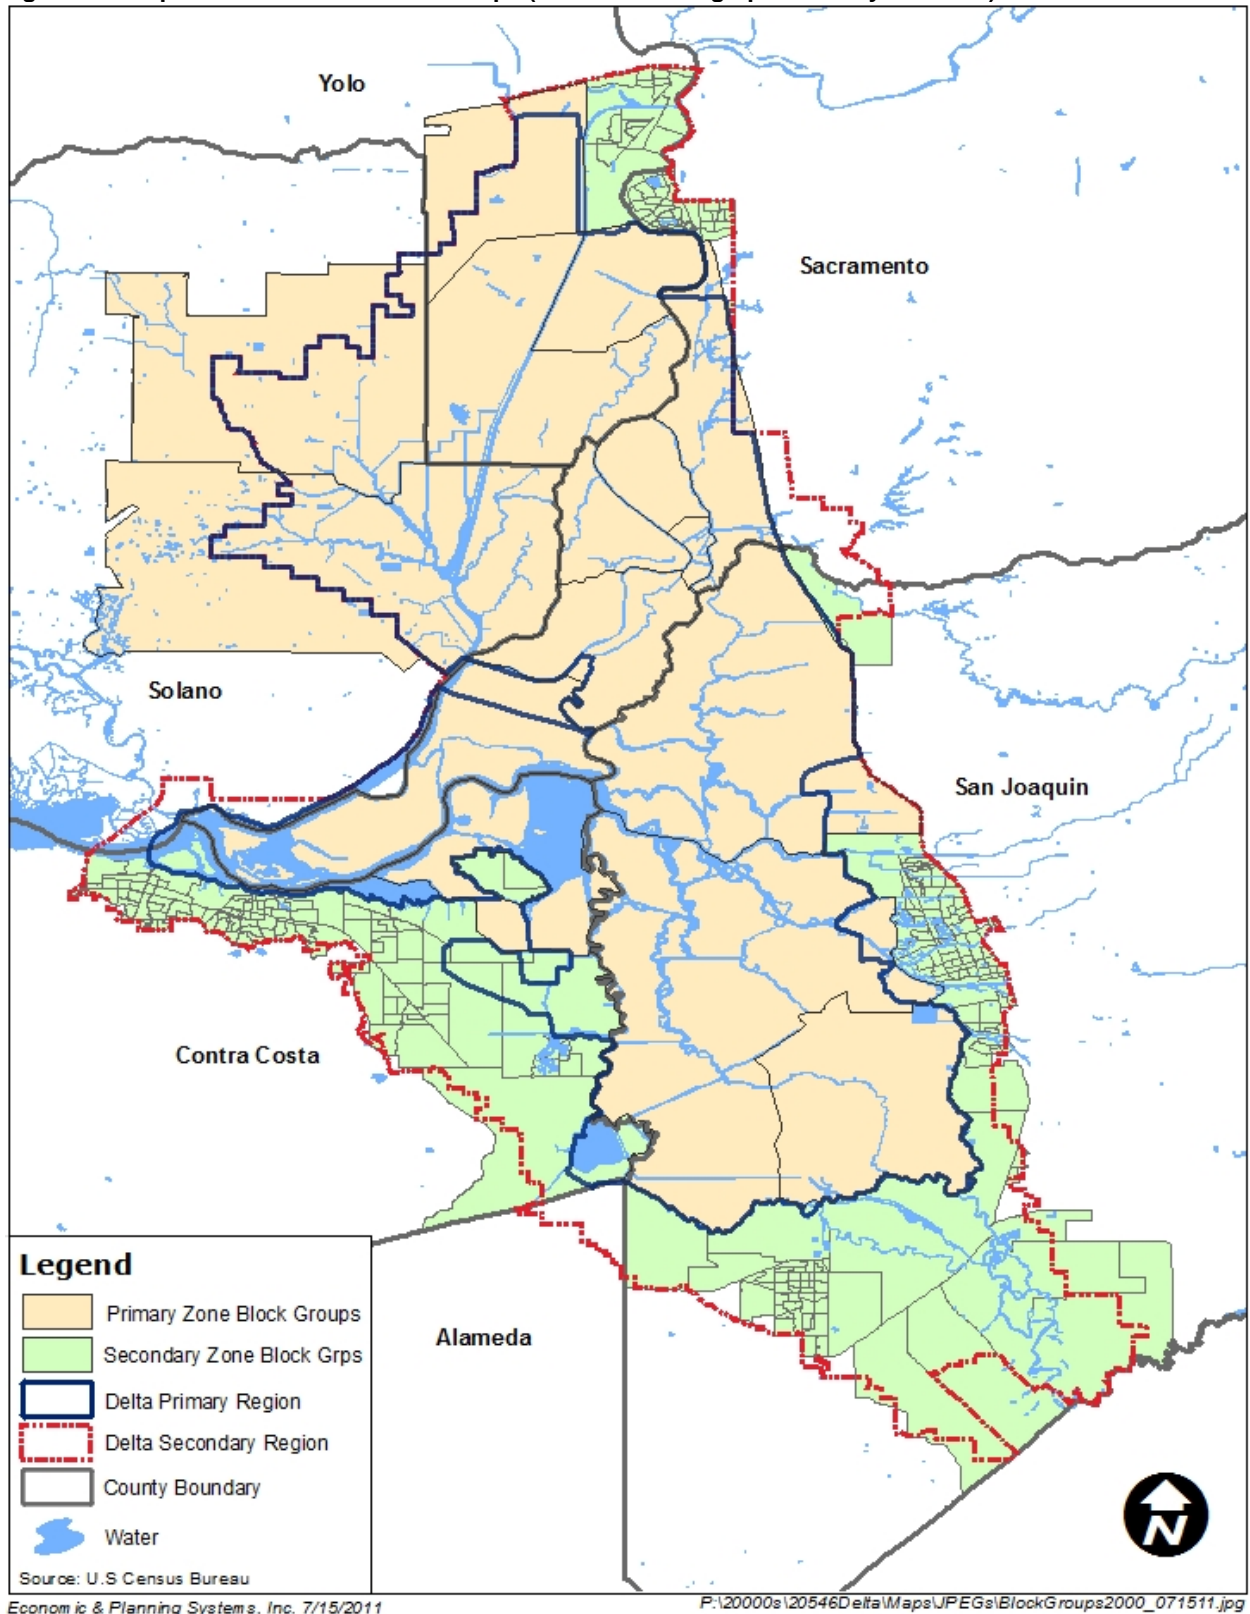 Yolo
Sacramento
Solano
San Joaquin
Contra Costa
Alameda
Legend
Primary Zone Block Groups
Secondary Zone Block Grps
Delta Primary Region
Delta Secondary Region
County Boundary
Water
Source: U.S Census Bureau
N
Economic & Planning Systems, Inc. 7/15/2011
P:\20000s\20546Delta\Maps\JPEGs\BlockGroups2000_071511.jpg